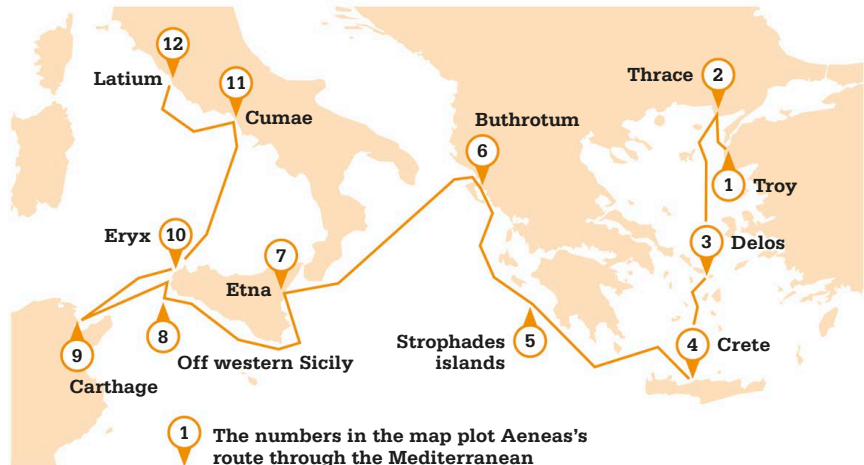 12
Latium
11
Cumae
Thrace
2
Buthrotum
6
1
Troy
Eryx
10
7
Etna
3
Delos
8
Off western Sicily
9
Carthage
Strophades
islands
5
4
Crete
1
The numbers in the map plot Aeneas's
route through the Mediterranean